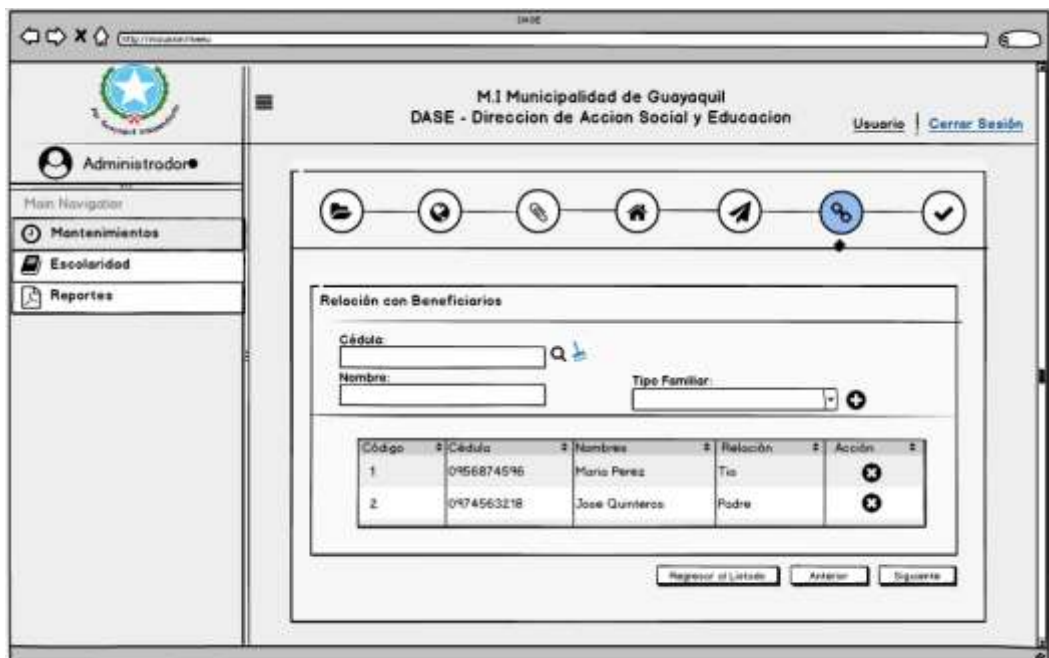 DASE
M.I Municipalidad de Guayaquil
DASE - Direccion de Accion Social y Educacion
Usuario | Cerrar Sesión
Administrador
Main Navigation
Mantenimientos
Escolaridad
Reportes
Relación con Beneficiarios
Cédula:
Nombre:
Tipo Familiar:
Código Cédula Nombres Relación Acción
1 0956874596 Maria Perez Tia
2 0974563218 Jose Quinteros Padre
Regresar al Listado Anterior Siguiente